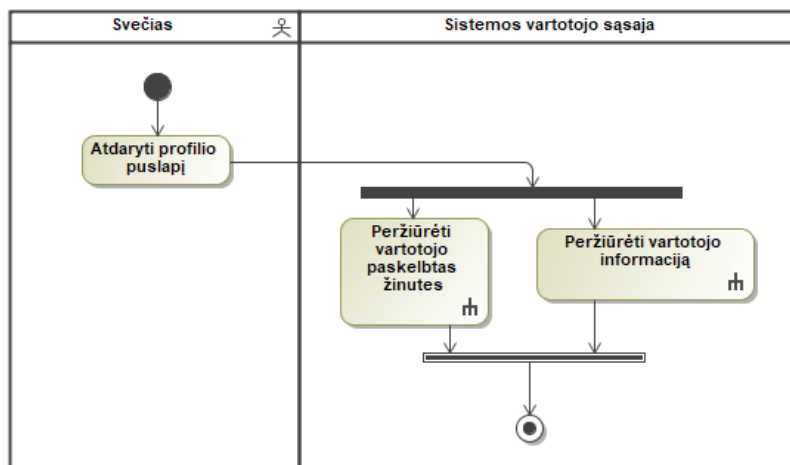 Svečias
Sistemos vartotojo sąsaja
Atdaryti profilio
puslapį
Peržiūrėti
vartotojo
paskelbtas
žinutes
Peržiūrėti vartotojo
informaciją